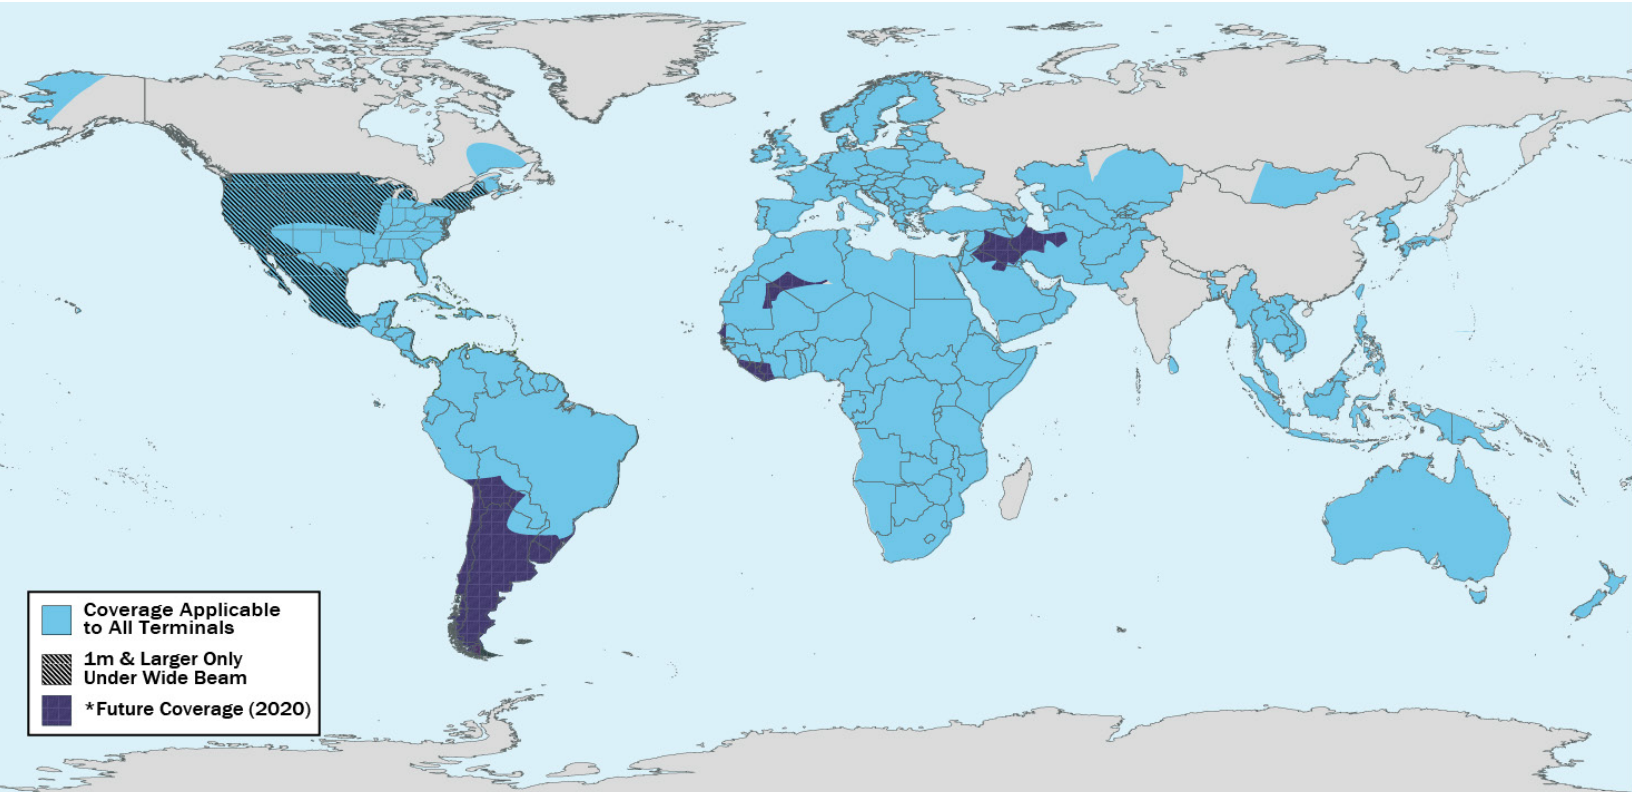 Coverage Applicable
to All Terminals
1m & Larger Only
Under Wide Beam
*Future Coverage (2020)